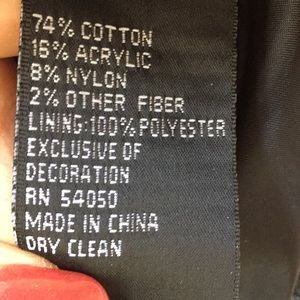 74% COTTON
16% ACRYLIC
8% NYLON
2% OTHER FIBER
LINING:100% POLYESTER
EXCLUSIVE OF
DECORATION
RN 54050
MADE IN CHINA
DRY CLEAN